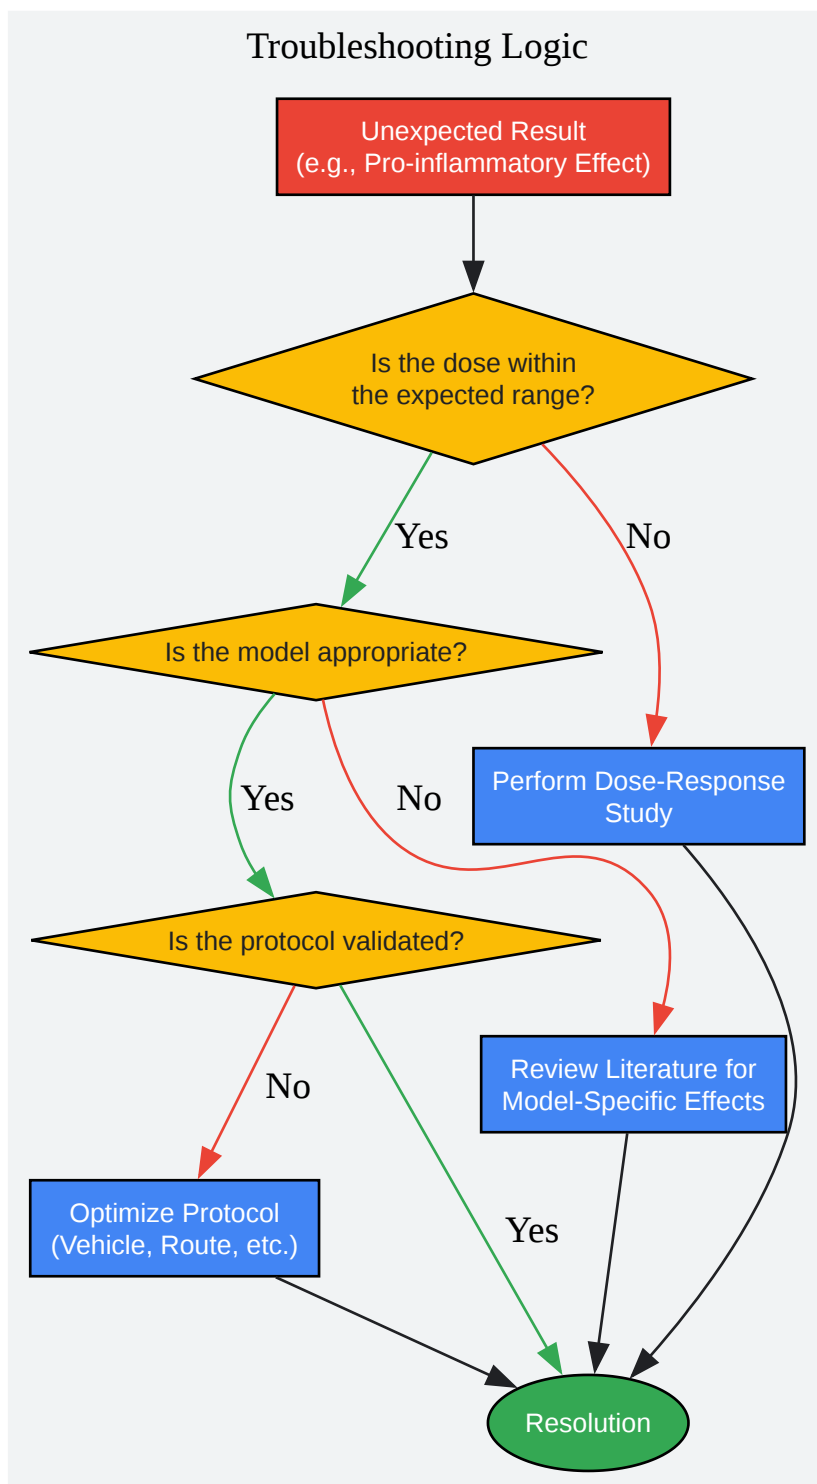 Troubleshooting Logic
Unexpected Result
(e.g., Pro-inflammatory Effect)
Is the dose within
the expected range?
Yes
No
Is the model appropriate?
Perform Dose-Response
Study
Yes
No
Is the protocol validated?
Review Literature for
Model-Specific Effects
No
Optimize Protocol
(Vehicle, Route, etc.)
Yes
Resolution